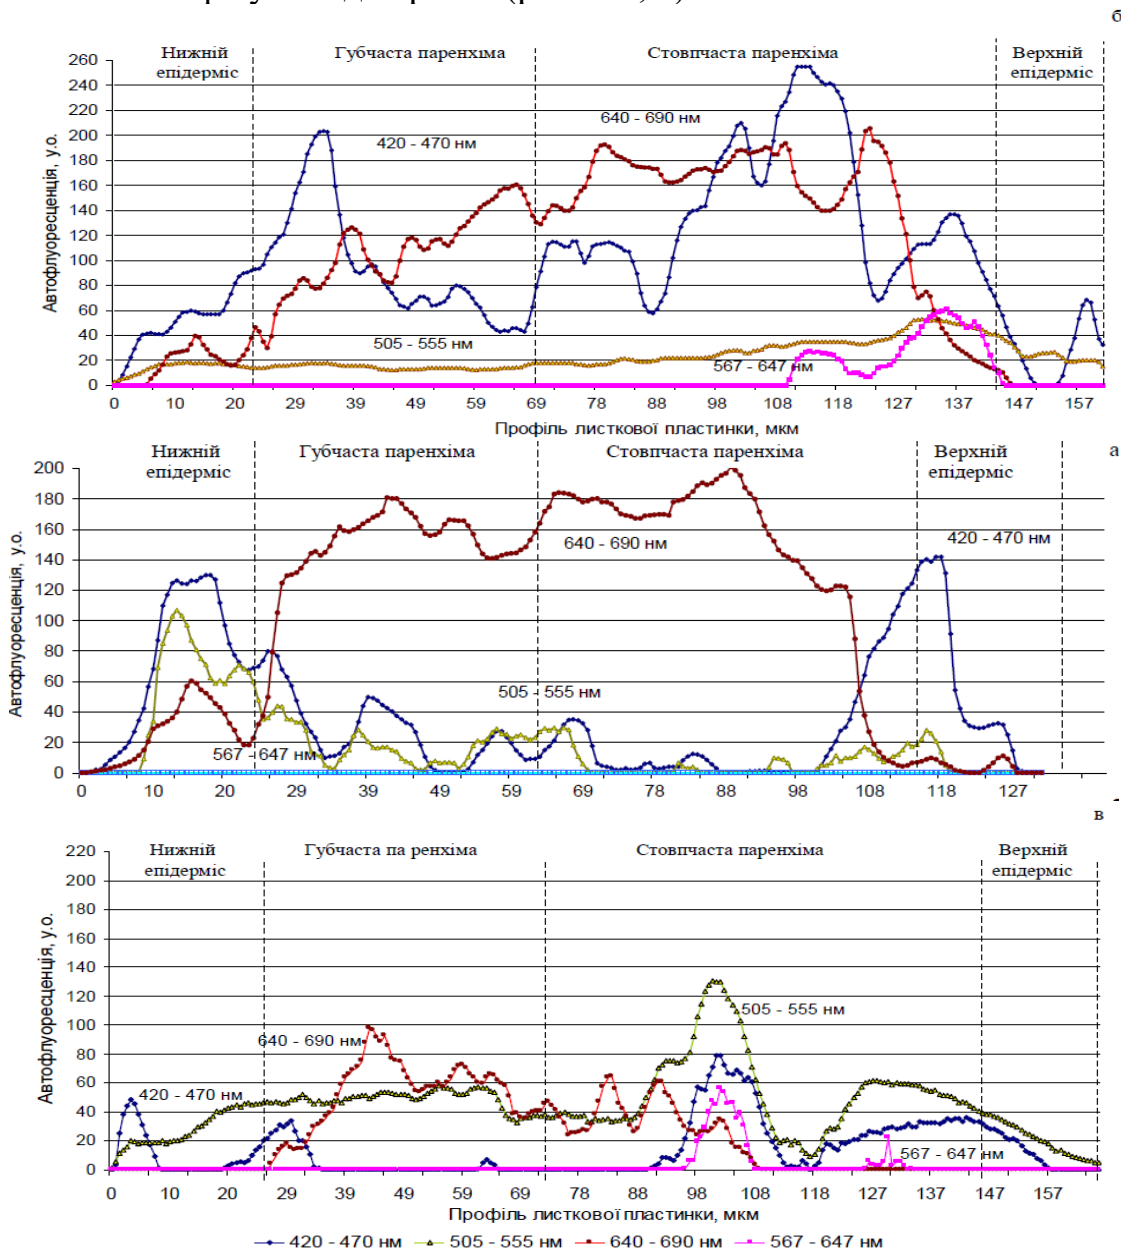 б
Нижній Губчаста паренхіма Стовпчаста паренхіма Верхній
епідерміс епідерміс
Автофлуоресценція, у.о.
260
240
220
200
180
160
140
120
100
80
60
40
20
0
640 - 690 нм
420 - 470 нм
505 - 555 нм
567 - 647 нм
0 10 20 29 39 49 59 69 78 88 98 108 118 127 137 147 157
Профіль листкової пластинки, мкм
а
Нижній Губчаста паренхіма Стовпчаста паренхіма Верхній
епідерміс епідерміс
Автофлуоресценція, у.о.
200
180
160
140
120
100
80
60
40
20
0
640 - 690 нм
420 - 470 нм
505 - 555 нм
567 - 647 нм
0 10 20 29 39 49 59 69 78 88 98 108 118 127
в
Нижній Губчаста па ренхіма Стовпчаста паренхіма Верхній
епідерміс епідерміс
Автофлуоресценція, у.о.
220
200
180
160
140
120
100
80
60
40
20
0
505 - 555 нм
640 - 690 нм
420 - 470 нм
567 - 647 нм
0 10 20 29 39 49 59 69 78 88 98 108 118 127 137 147 157
Профіль листкової пластинки, мкм
420 - 470 нм 505 - 555 нм 640 - 690 нм 567 - 647 нм